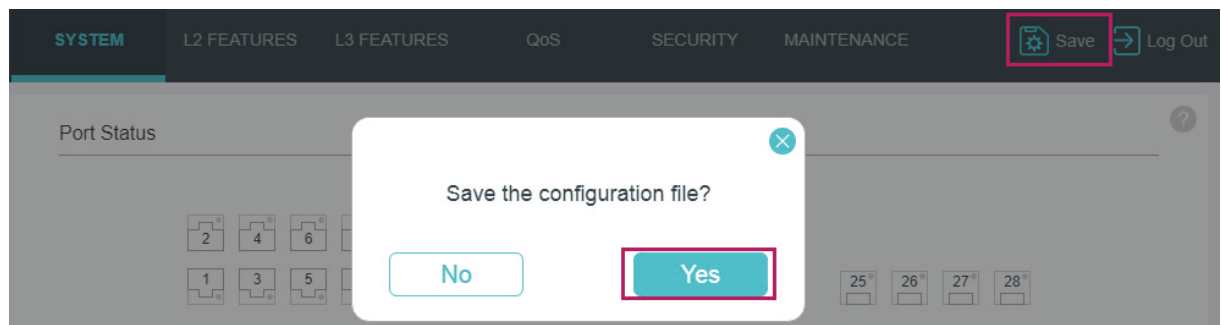 SYSTEM L2 FEATURES L3 FEATURES QoS SECURITY MAINTENANCE Save Log Out
Port Status ?
Save the configuration file?
2 4 6
No Yes
1 3 5 25 26 27 28